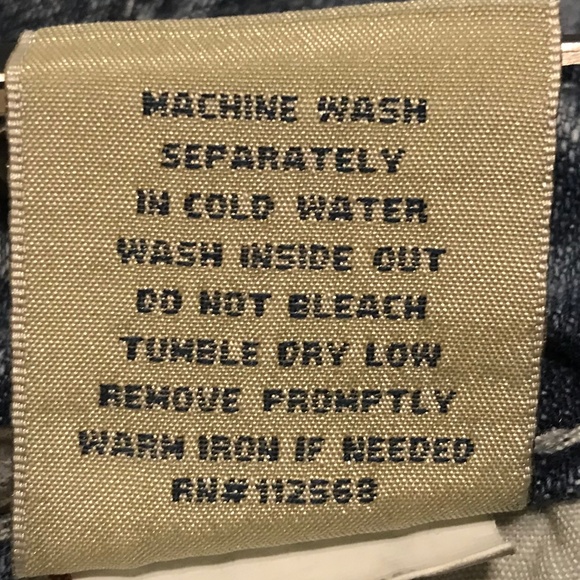 MACHINE WASH
SEPARATELY
IN COLD WATER
WASH INSIDE OUT
DO NOT BLEACH
TUMBLE DRY LOW
REMOVE PROMPTLY
WARM IRON IF NEEDED
RN#112568